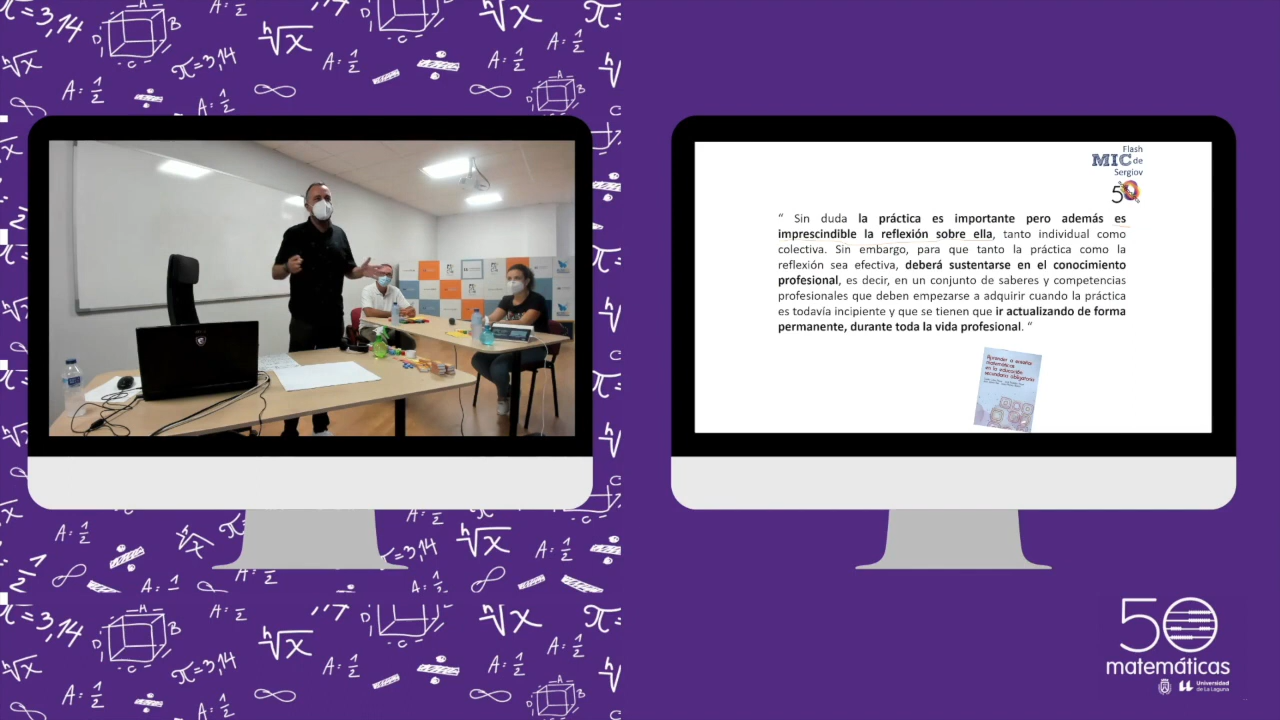 Flash
MIC de
Sergiov
50
“ Sin duda la práctica es importante pero además es
imprescindible la reflexión sobre ella, tanto individual como
colectiva. Sin embargo, para que tanto la práctica como la
reflexión sea efectiva, deberá sustentarse en el conocimiento
profesional, es decir, en un conjunto de saberes y competencias
profesionales que deben empezarse a adquirir cuando la práctica
es todavía incipiente y que se tienen que ir actualizando de forma
permanente, durante toda la vida profesional. “
Aprender a enseñar
matemáticas
en la educación
secundaria obligatoria
50
matemáticas
Universidad
de La Laguna
π=3,14
D
A
B
C
n√x
A=1/2
π=3,14
A=1/2